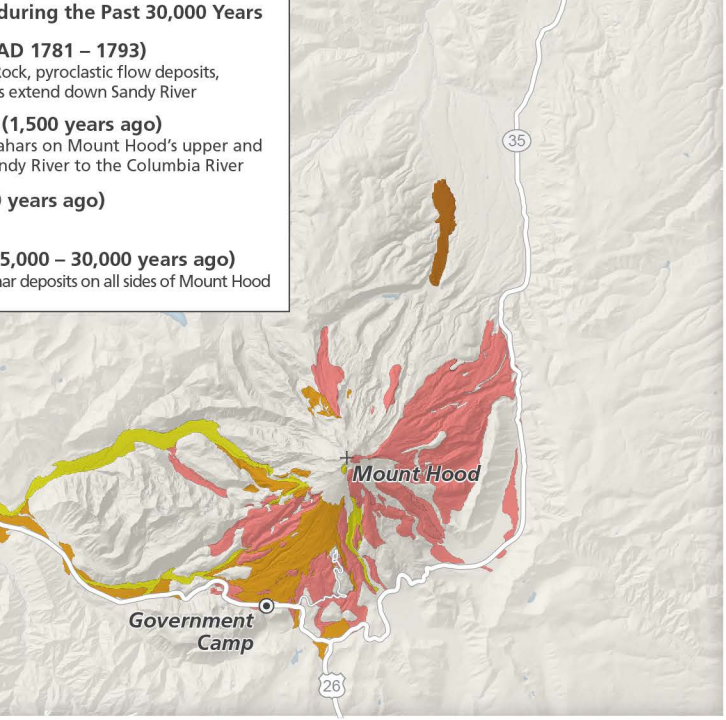 during the Past 30,000 Years
AD 1781 – 1793)
Rock, pyroclastic flow deposits,
s extend down Sandy River
(1,500 years ago)
ahars on Mount Hood's upper and
ndy River to the Columbia River
years ago)
5,000 – 30,000 years ago)
har deposits on all sides of Mount Hood
35
Mount Hood
Government
Camp
26